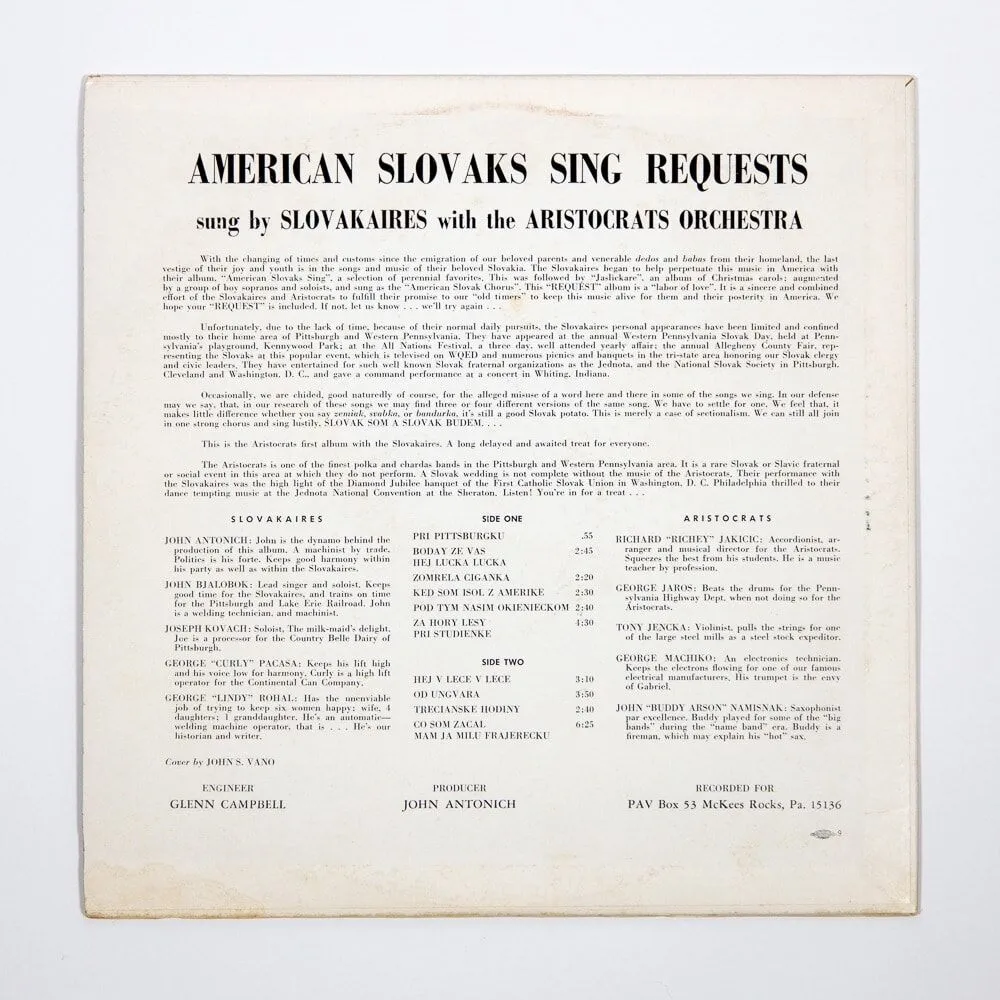 AMERICAN SLOVAKS SING REQUESTS
sung by SLOVAKAIRES with the ARISTOCRATS ORCHESTRA
With the changing of times and customs since the emigration of our beloved parents and venerable dedos and babas from their homeland, the last
vestige of their joy and youth is in the songs and music of their beloved Slovakia. The Slovakaires began to help perpetuate this music in America with
their album, "American Slovaks Sing", a selection of perennial favorites. This was followed by "Jaslickare", an album of Christmas carols; augmented
by a group of boy sopranos and soloists, and sung as the "American Slovak Chorus". This "REQUEST" album is a "labor of love". It is a sincere and combined
effort of the Slovakaires and Aristocrats to fulfill their promise to our "old timers" to keep this music alive for them and their posterity in America. We
hope your "REQUEST" is included. If not, let us know . . . we'll try again . . .
Unfortunately, due to the lack of time, because of their normal daily pursuits, the Slovakaires personal appearances have been limited and confined
mostly to their home area of Pittsburgh and Western Pennsylvania. They have appeared at the annual Western Pennsylvania Slovak Day, held at Penn-
sylvania's playground, Kennywood Park; at the All Nations Festival, a three day, well attended yearly affair; the annual Allegheny County Fair, rep-
resenting the Slovaks at this popular event, which is televised on WQED and numerous picnics and banquets in the tri-state area honoring our Slovak clergy
and civic leaders. They have entertained for such well known Slovak fraternal organizations as the Jednota, and the National Slovak Society in Pittsburgh,
Cleveland and Washington, D. C., and gave a command performance at a concert in Whiting, Indiana.
Occasionally, we are chided, good naturedly of course, for the alleged misuse of a word here and there in some of the songs we sing. In our defense
may we say, that, in our research of these songs we may find three or four different versions of the same song. We have to settle for one. We feel that, it
makes little difference whether you say zemiak, svabka, or bandurka, it's still a good Slovak potato. This is merely a case of sectionalism. We can still all join
in one strong chorus and sing lustily, SLOVAK SOM A SLOVAK BUDEM. . . .
This is the Aristocrats first album with the Slovakaires. A long delayed and awaited treat for everyone.
The Aristocrats is one of the finest polka and chardas bands in the Pittsburgh and Western Pennsylvania area. It is a rare Slovak or Slavic fraternal
or social event in this area at which they do not perform. A Slovak wedding is not complete without the music of the Aristocrats. Their performance with
the Slovakaires was the high light of the Diamond Jubilee banquet of the First Catholic Slovak Union in Washington, D. C. Philadelphia thrilled to their
dance tempting music at the Jednota National Convention at the Sheraton. Listen! You're in for a treat . . .
SLOVAKAIRES
JOHN ANTONICH: John is the dynamo behind the
production of this album. A machinist by trade,
Politics is his forte. Keeps good harmony within
his party as well as within the Slovakaires.
JOHN BJALOBOK: Lead singer and soloist. Keeps
good time for the Slovakaires, and trains on time
for the Pittsburgh and Lake Erie Railroad. John
is a welding technician, and machinist.
JOSEPH KOVACH: Soloist. The milk-maid's delight,
Joe is a processor for the Country Belle Dairy of
Pittsburgh.
GEORGE "CURLY" PACASA: Keeps his lift high
and his voice low for harmony. Curly is a high lift
operator for the Continental Can Company.
GEORGE "LINDY" ROHAL: Has the unenviable
job of trying to keep six women happy; wife, 4
daughters; 1 granddaughter. He's an automatic—
welding machine operator, that is . . . He's our
historian and writer.
Cover by JOHN S. VANO
SIDE ONE
PRI PITTSBURGKU .55
BODAY ZE VAS 2:45
HEJ LUCKA LUCKA
ZOMRELA CIGANKA 2:20
KED SOM ISOL Z AMERIKE 2:30
POD TYM NASIM OKIENIECKOM 2:40
ZA HORY LESY 4:30
PRI STUDIENKE
SIDE TWO
HEJ V LECE V LECE 3:10
OD UNGVARA 3:50
TRECIANSKE HODINY 2:40
CO SOM ZACAL 6:25
MAM JA MILU FRAJERECKU
ARISTOCRATS
RICHARD "RICHEY" JAKICIC: Accordionist, ar-
ranger and musical director for the Aristocrats.
Squeezes the best from his students. He is a music
teacher by profession.
GEORGE JAROS: Beats the drums for the Penn-
sylvania Highway Dept. when not doing so for the
Aristocrats.
TONY JENCKA: Violinist, pulls the strings for one
of the large steel mills as a steel stock expeditor.
GEORGE MACHIKO: An electronics technician.
Keeps the electrons flowing for one of our famous
electrical manufacturers. His trumpet is the envy
of Gabriel.
JOHN "BUDDY ARSON" NAMISNAK: Saxophonist
par excellence. Buddy played for some of the "big
bands" during the "name band" era. Buddy is a
fireman, which may explain his "hot" sax.
ENGINEER
GLENN CAMPBELL
PRODUCER
JOHN ANTONICH
RECORDED FOR
PAV Box 53 McKees Rocks, Pa. 15136
9